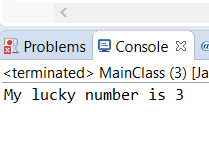 Problems Console @
<terminated> MainClass (3) [Ja
My lucky number is 3